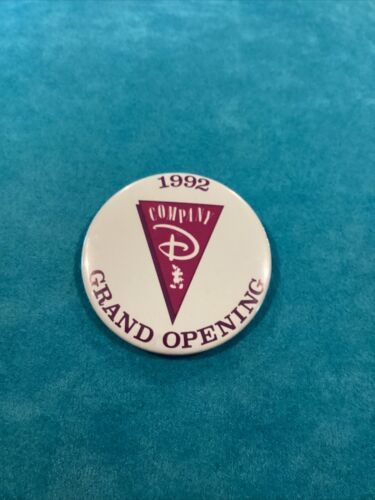 1992
COMPANY
D
GRAND OPENING